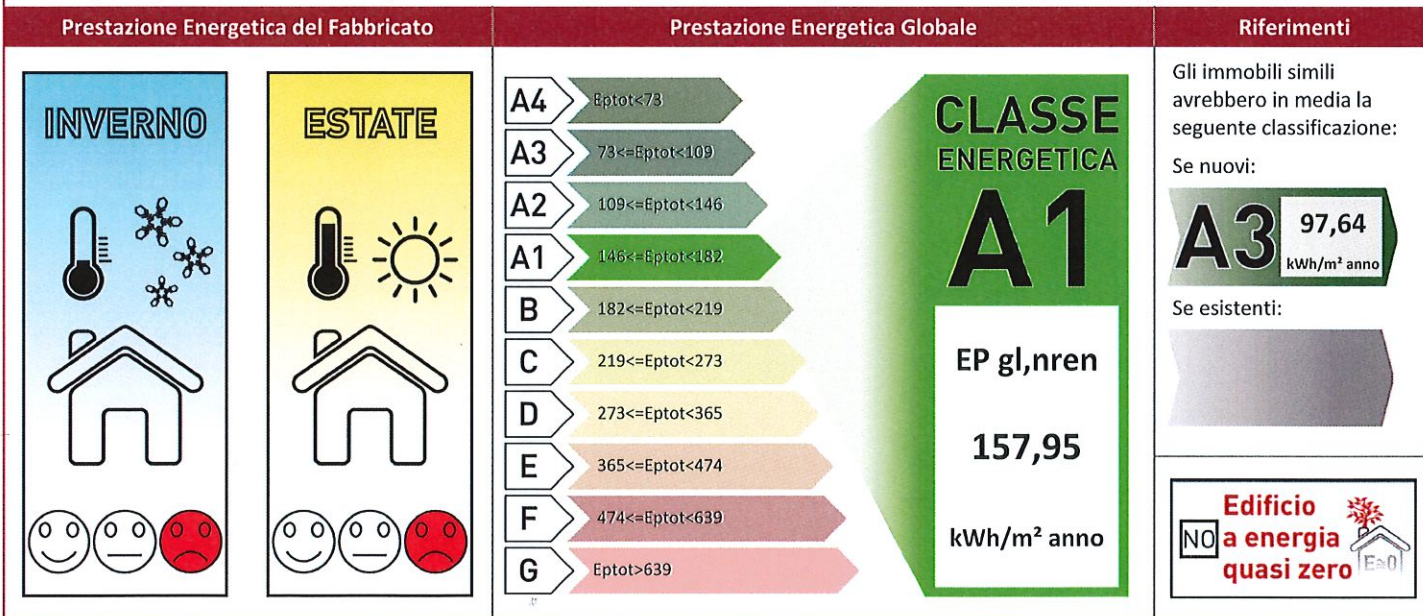 Prestazione Energetica del Fabbricato
Prestazione Energetica Globale
Riferimenti
INVERNO
ESTATE
A4 Eptot<73
A3 73<=Eptot<109
A2 109<=Eptot<146
A1 146<=Eptot<182
B 182<=Eptot<219
C 219<=Eptot<273
D 273<=Eptot<365
E 365<=Eptot<474
F 474<=Eptot<639
G Eptot>639
CLASSE
ENERGETICA
A1
EP gl,nren
157,95
kWh/m² anno
Gli immobili simili
avrebbero in media la
seguente classificazione:
Se nuovi:
A3 97,64
kWh/m² anno
Se esistenti:
Edificio
NO a energia
quasi zero E≅0